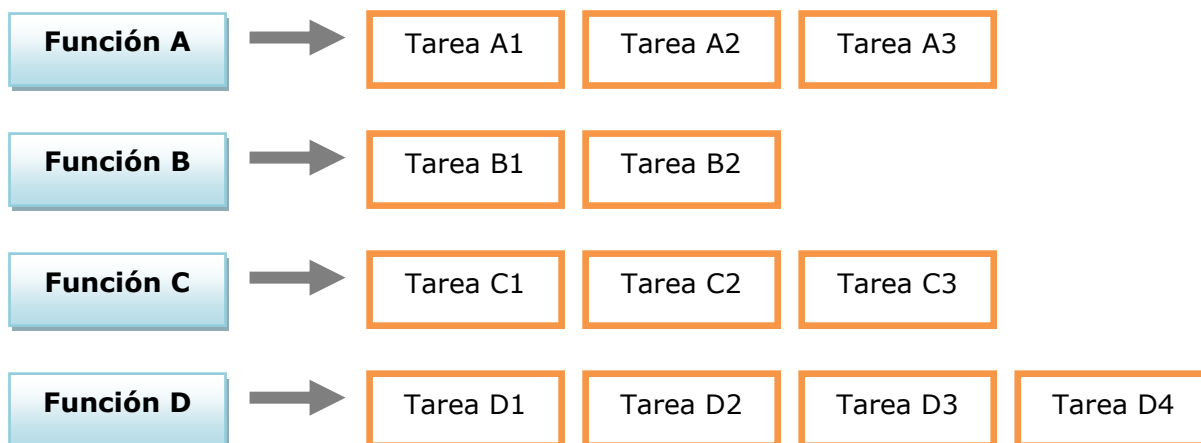 Función A Tarea A1 Tarea A2 Tarea A3
Función B Tarea B1 Tarea B2
Función C Tarea C1 Tarea C2 Tarea C3
Función D Tarea D1 Tarea D2 Tarea D3 Tarea D4